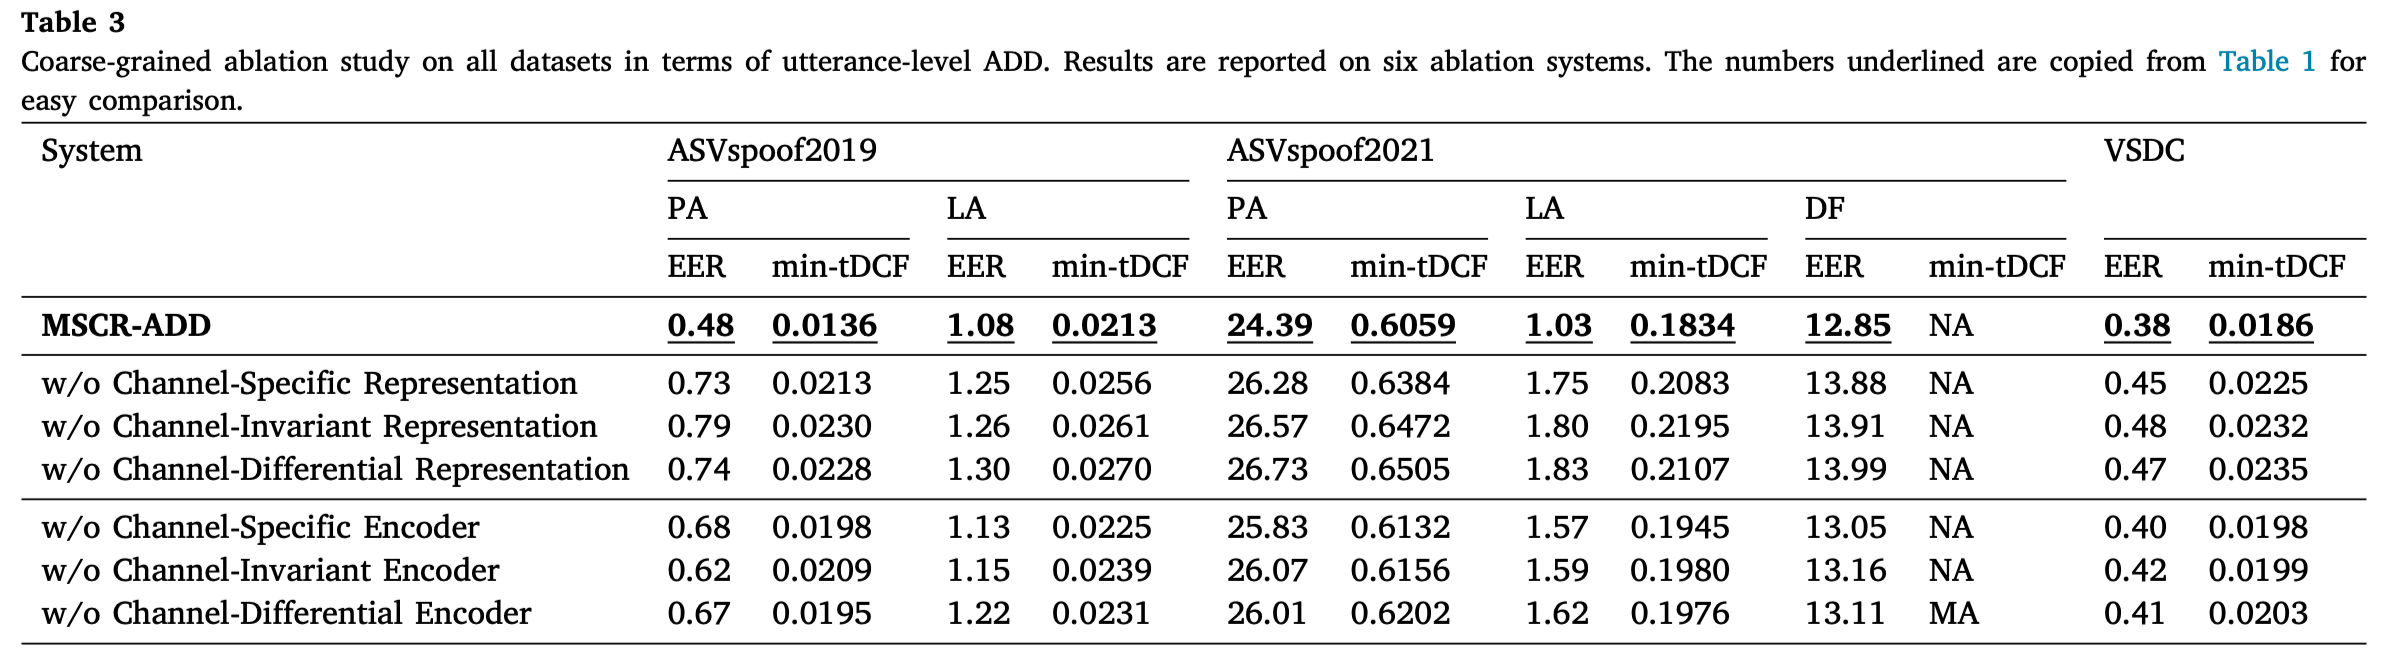 Table 3
Coarse-grained ablation study on all datasets in terms of utterance-level ADD. Results are reported on six ablation systems. The numbers underlined are copied from Table 1 for
easy comparison.
System ASVspoof2019 ASVspoof2021 VSDC
PA LA PA LA DF
EER min-tDCF EER min-tDCF EER min-tDCF EER min-tDCF EER min-tDCF EER min-tDCF
MSCR-ADD 0.48 0.0136 1.08 0.0213 24.39 0.6059 1.03 0.1834 12.85 NA 0.38 0.0186
w/o Channel-Specific Representation 0.73 0.0213 1.25 0.0256 26.28 0.6384 1.75 0.2083 13.88 NA 0.45 0.0225
w/o Channel-Invariant Representation 0.79 0.0230 1.26 0.0261 26.57 0.6472 1.80 0.2195 13.91 NA 0.48 0.0232
w/o Channel-Differential Representation 0.74 0.0228 1.30 0.0270 26.73 0.6505 1.83 0.2107 13.99 NA 0.47 0.0235
w/o Channel-Specific Encoder 0.68 0.0198 1.13 0.0225 25.83 0.6132 1.57 0.1945 13.05 NA 0.40 0.0198
w/o Channel-Invariant Encoder 0.62 0.0209 1.15 0.0239 26.07 0.6156 1.59 0.1980 13.16 NA 0.42 0.0199
w/o Channel-Differential Encoder 0.67 0.0195 1.22 0.0231 26.01 0.6202 1.62 0.1976 13.11 MA 0.41 0.0203